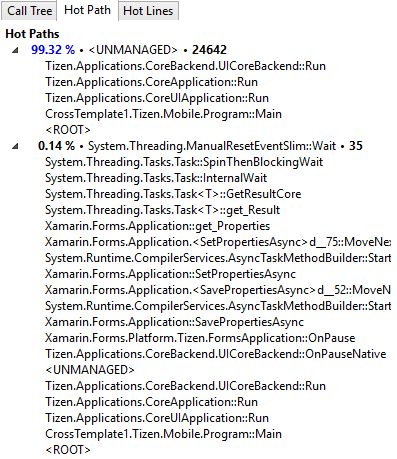 Call Tree Hot Path Hot Lines
Hot Paths
99.32 % • <UNMANAGED> • 24642
Tizen.Applications.CoreBackend.UICoreBackend::Run
Tizen.Applications.CoreApplication::Run
Tizen.Applications.CoreUIApplication::Run
CrossTemplate1.Tizen.Mobile.Program::Main
<ROOT>
0.14 % • System.Threading.ManualResetEventSlim::Wait • 35
System.Threading.Tasks.Task::SpinThenBlockingWait
System.Threading.Tasks.Task::InternalWait
System.Threading.Tasks.Task<T>::GetResultCore
System.Threading.Tasks.Task<T>::get_Result
Xamarin.Forms.Application::get_Properties
Xamarin.Forms.Application.<SetPropertiesAsync>d__75::MoveNex
System.Runtime.CompilerServices.AsyncTaskMethodBuilder::Start
Xamarin.Forms.Application::SetPropertiesAsync
Xamarin.Forms.Application.<SavePropertiesAsync>d__52::MoveN
System.Runtime.CompilerServices.AsyncTaskMethodBuilder::Start
Xamarin.Forms.Application::SavePropertiesAsync
Xamarin.Forms.Platform.Tizen.FormsApplication::OnPause
Tizen.Applications.CoreBackend.UICoreBackend::OnPauseNative
<UNMANAGED>
Tizen.Applications.CoreBackend.UICoreBackend::Run
Tizen.Applications.CoreApplication::Run
Tizen.Applications.CoreUIApplication::Run
CrossTemplate1.Tizen.Mobile.Program::Main
<ROOT>